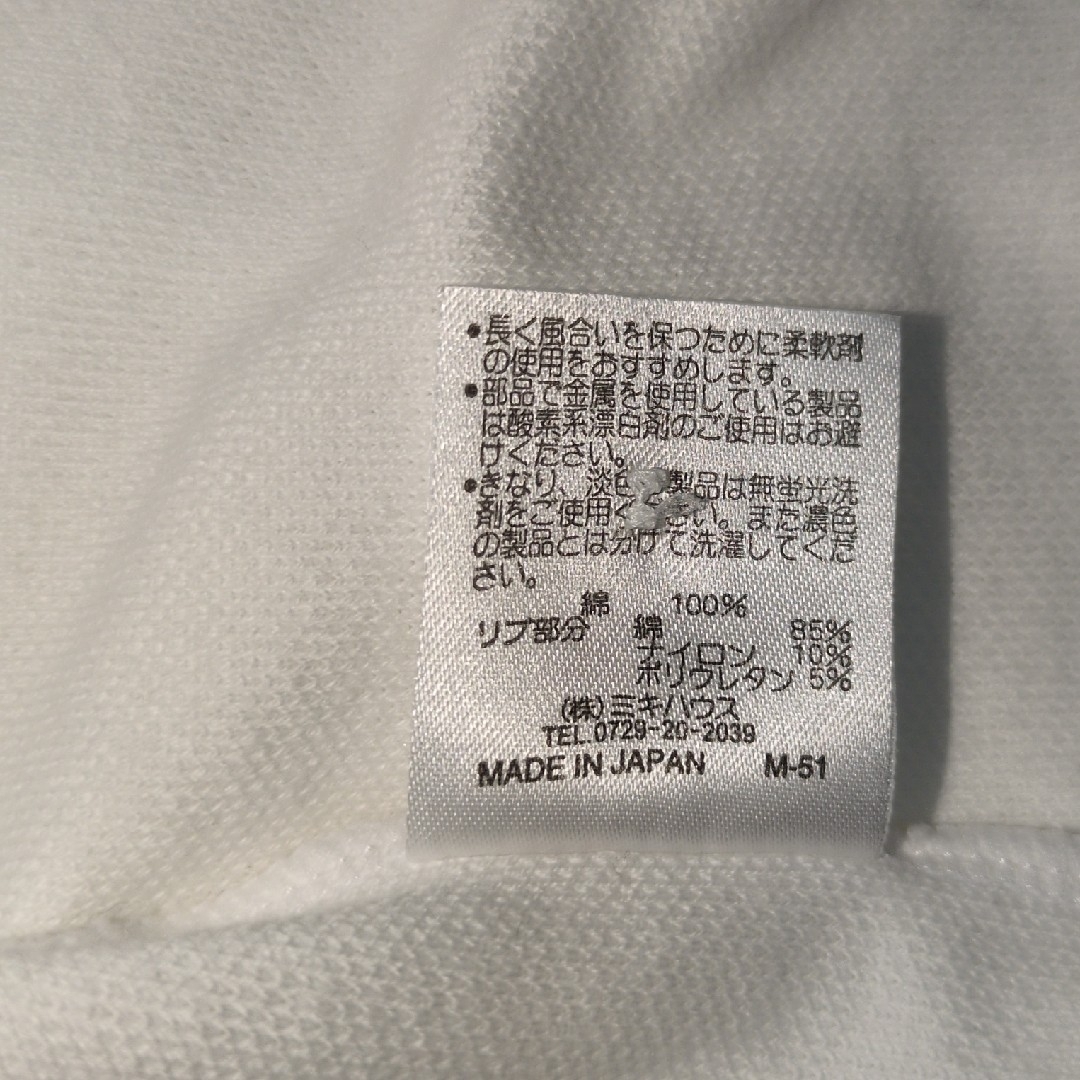 •長く風合いを保つために柔軟剤
の使用をおすすめします。
•部品で金属を使用している製品
は酸素系漂白剤のご使用はお避
けください。
•きなり、淡色の製品は無蛍光洗
剤をご使用ください。また濃色
の製品とは分けて洗濯してくだ
さい。
綿 100%
リブ部分 綿 85%
ナイロン 10%
ポリウレタン 5%
(株)ミキハウス
TEL.0729-20-2039
MADE IN JAPAN M-51